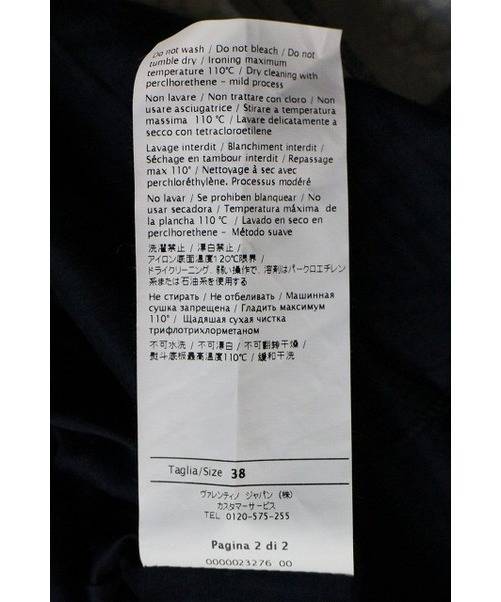 Do not wash / Do not bleach / Do not
tumble dry / Ironing maximum
temperature 110°C / Dry cleaning with
perclhorethene - mild process
Non lavare / Non trattare con cloro / Non
usare asciugatrice / Stirare a temperatura
massima 110 °C / Lavare delicatamente a
secco con tetracloroetilene
Lavage interdit / Blanchiment interdit /
Séchage en tambour interdit / Repassage
max 110° / Nettoyage à sec avec
perchloréthylène. Processus modéré
No lavar / Se prohiben blanquear / No
usar secadora / Temperatura máxima de
la plancha 110 °C / Lavado en seco en
perclhorethene - Método suave
洗濯禁止 / 漂白禁止 /
アイロン底面温度120℃限界 /
ドライクリーニング、弱い操作で、溶剤はパークロエチレン
系または石油系を使用する
Не стирать / Не отбеливать / Машинная
сушка запрещена / Гладить максимум
110° / Щадяшая сухая чистка
трифлотрихлорметаном
不可水洗 / 不可漂白 / 不可翻转干燥 /
熨斗底板最高温度110℃ / 缓和干洗
Taglia/Size 38
ヴァレンティノ ジャパン (株)
カスタマーサービス
TEL 0120-575-255
Pagina 2 di 2
0000023276 00